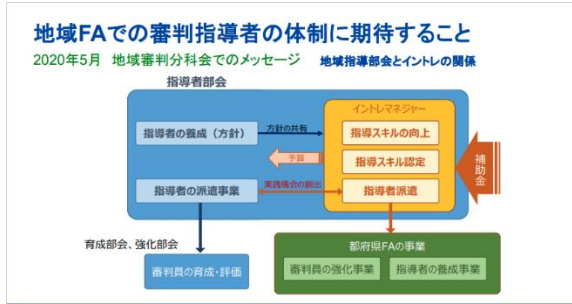 地域FAでの審判指導者の体制に期待すること
2020年5月 地域審判分科会でのメッセージ 地域指導部会とイントレの関係
指導者部会
イントレマネジャー
指導者の養成（方針）
方針の共有
指導スキルの向上
予算
指導スキル認定
補助金
指導者の派遣事業
実践機会の創出
指導者派遣
育成部会、強化部会
審判員の育成・評価
都府県FAの事業
審判員の強化事業
指導者の養成事業